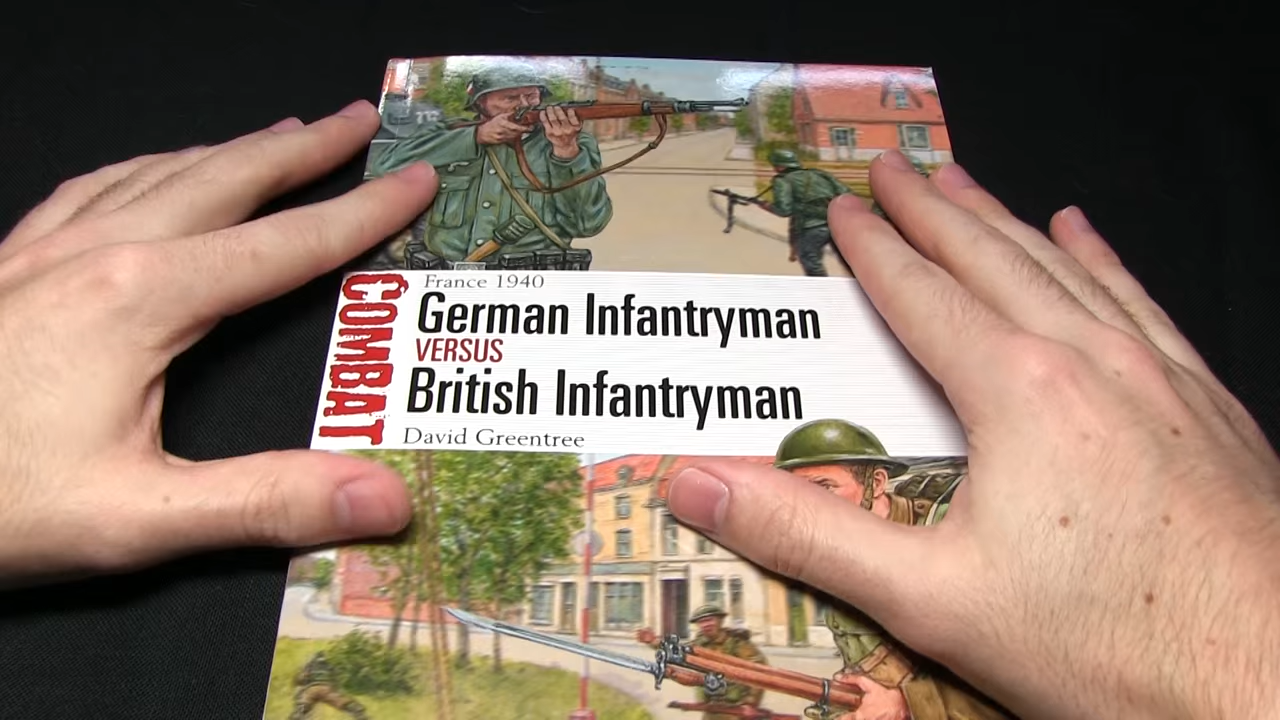 COMBAT
France 1940
German Infantryman
VERSUS
British Infantryman
David Greentree